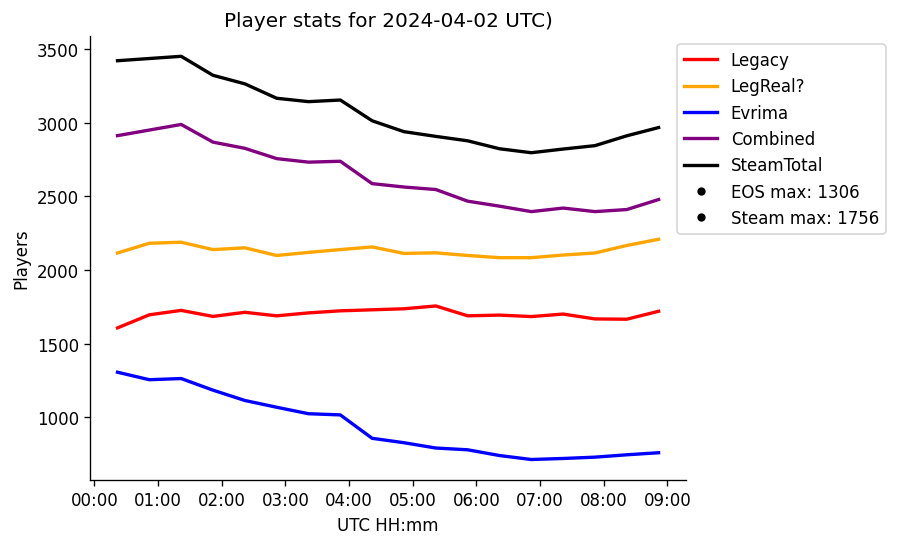 Player stats for 2024-04-02 UTC)
3500
3000
2500
2000
1500
1000
Players
00:00 01:00 02:00 03:00 04:00 05:00 06:00 07:00 08:00 09:00
UTC HH:mm
Legacy
LegReal?
Evrima
Combined
SteamTotal
EOS max: 1306
Steam max: 1756